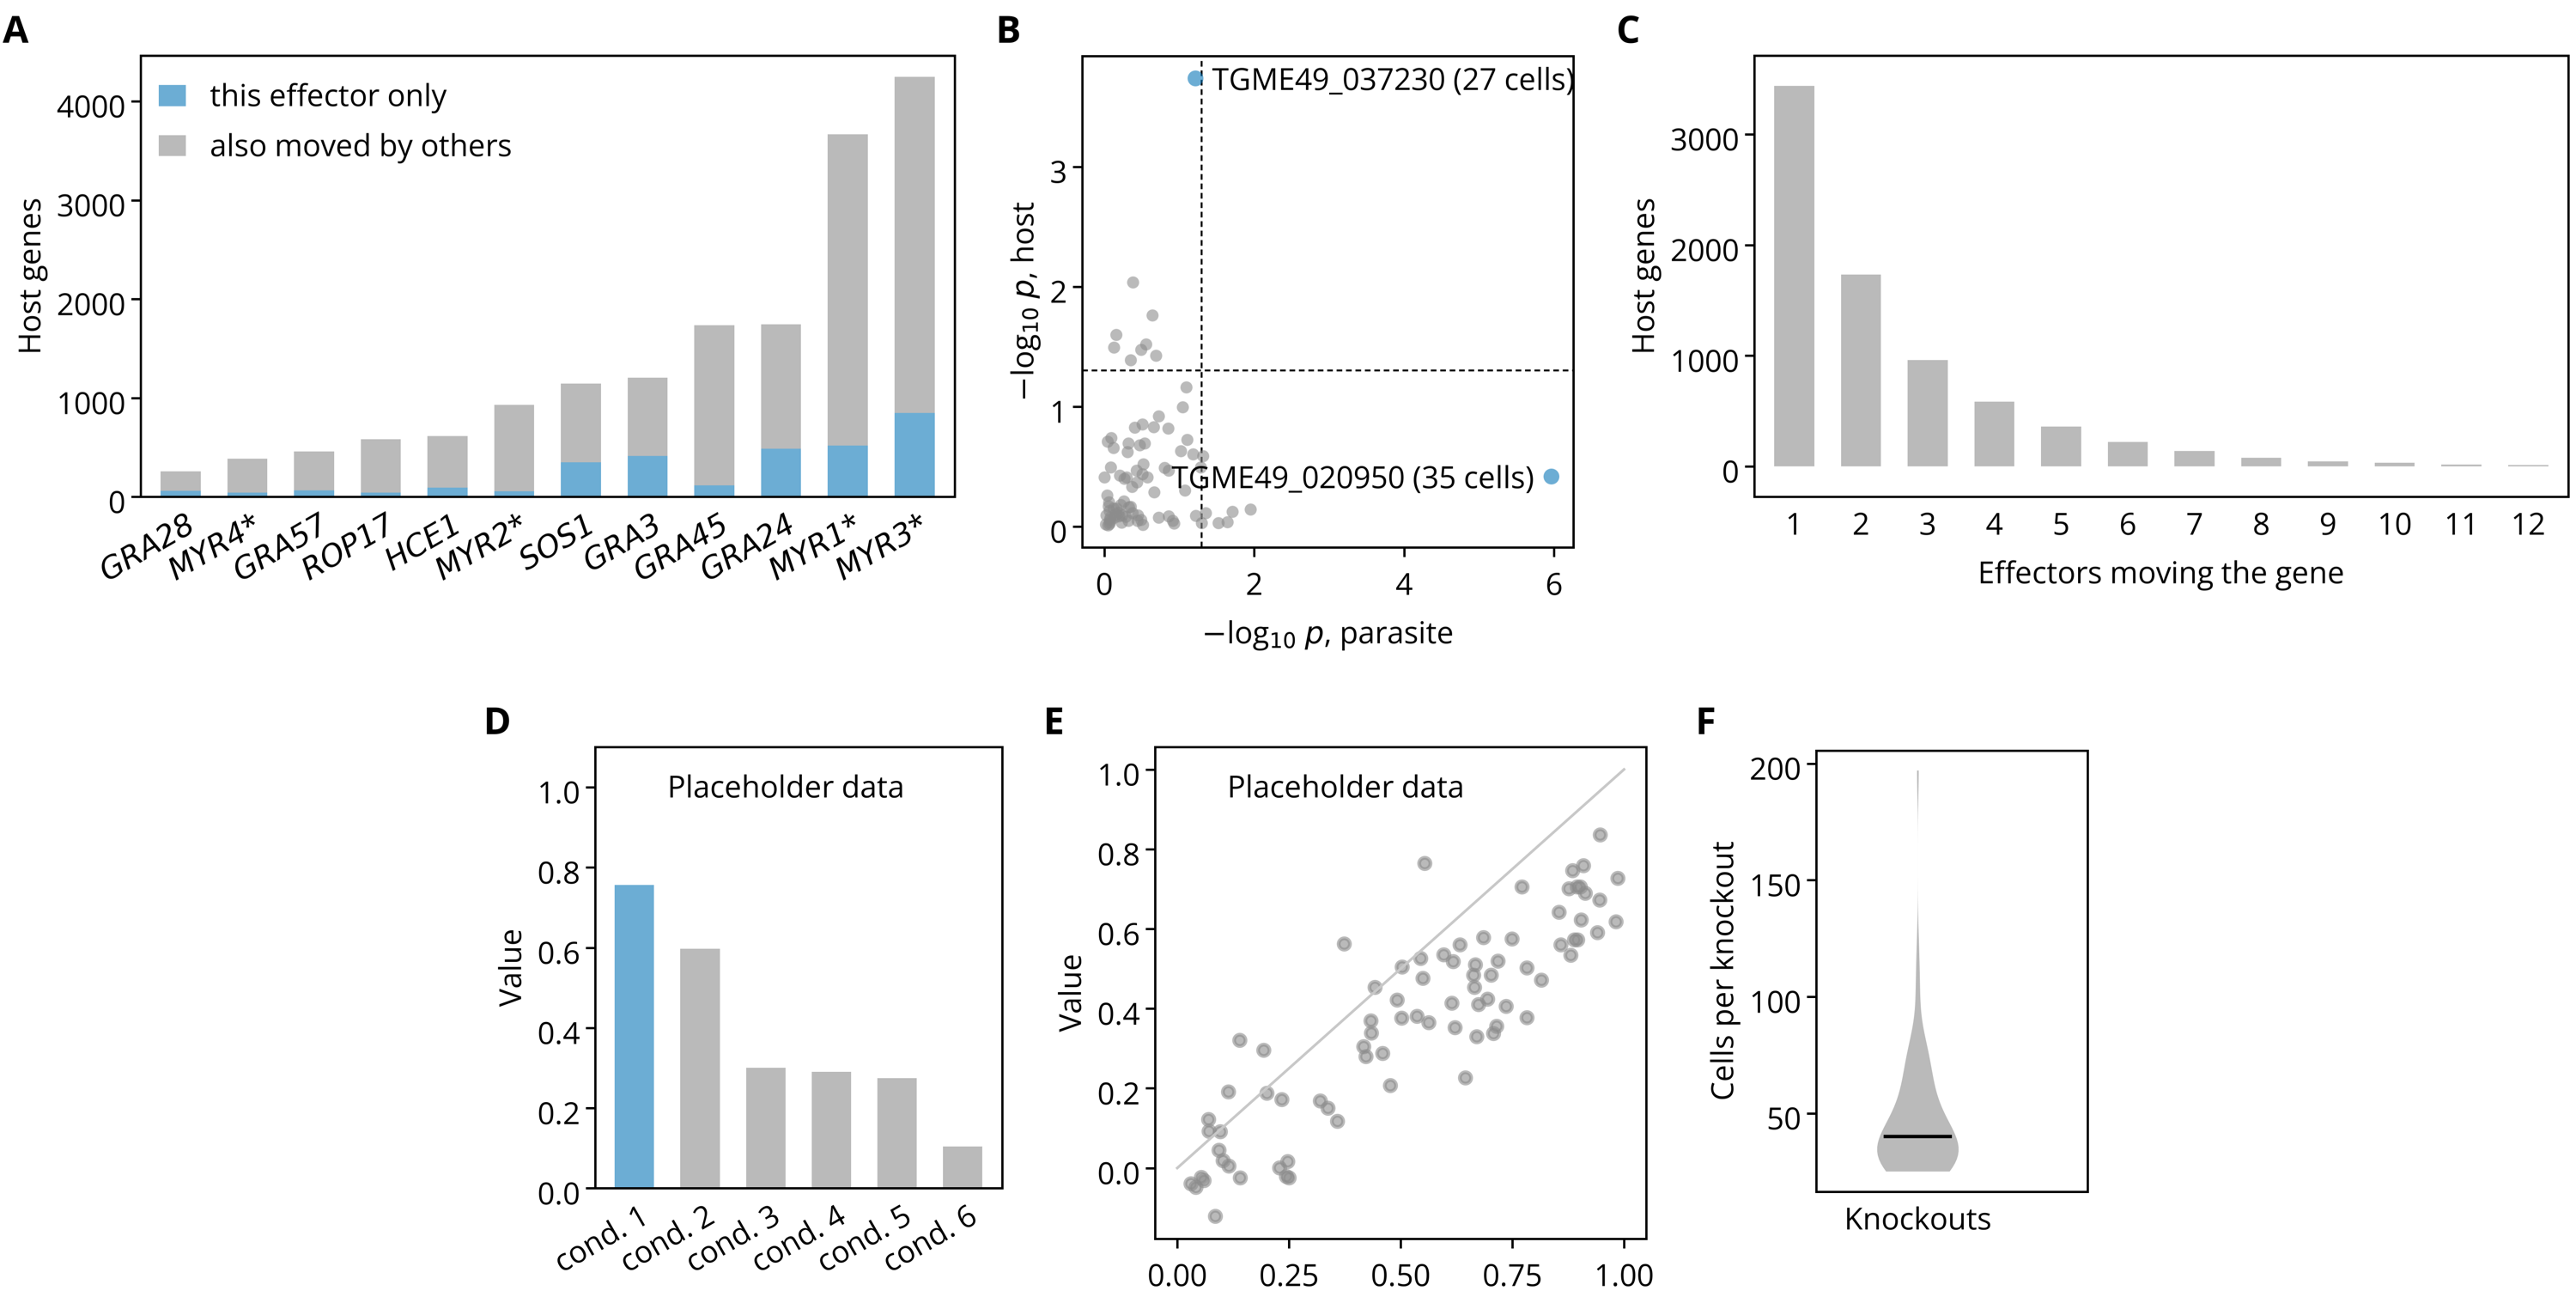 A
Host genes
4000
3000
2000
1000
0
this effector only
also moved by others
GRA28
MYR4*
GRA57
ROP17
HCE1
MYR2*
SOS1
GRA3
GRA45
GRA24
MYR1*
MYR3*
B
−log₁₀ p, host
3
2
1
0
TGME49_037230 (27 cells)
TGME49_020950 (35 cells)
0 2 4 6
−log₁₀ p, parasite
C
Host genes
3000
2000
1000
0
1 2 3 4 5 6 7 8 9 10 11 12
Effectors moving the gene
D
Value
1.0
0.8
0.6
0.4
0.2
0.0
Placeholder data
cond. 1
cond. 2
cond. 3
cond. 4
cond. 5
cond. 6
E
Value
1.0
0.8
0.6
0.4
0.2
0.0
Placeholder data
0.00 0.25 0.50 0.75 1.00
F
Cells per knockout
200
150
100
50
Knockouts